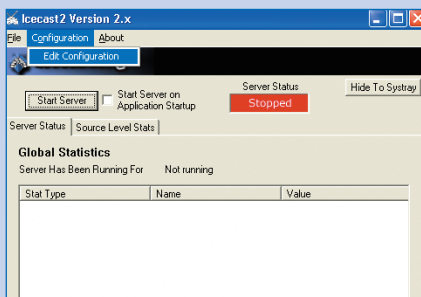 Icecast2 Version 2.x
File Configuration About
Edit Configuration
Start Server
Start Server on
Application Startup
Server Status
Stopped
Hide To Systray
Server Status Source Level Stats
Global Statistics
Server Has Been Running For Not running
Stat Type Name Value